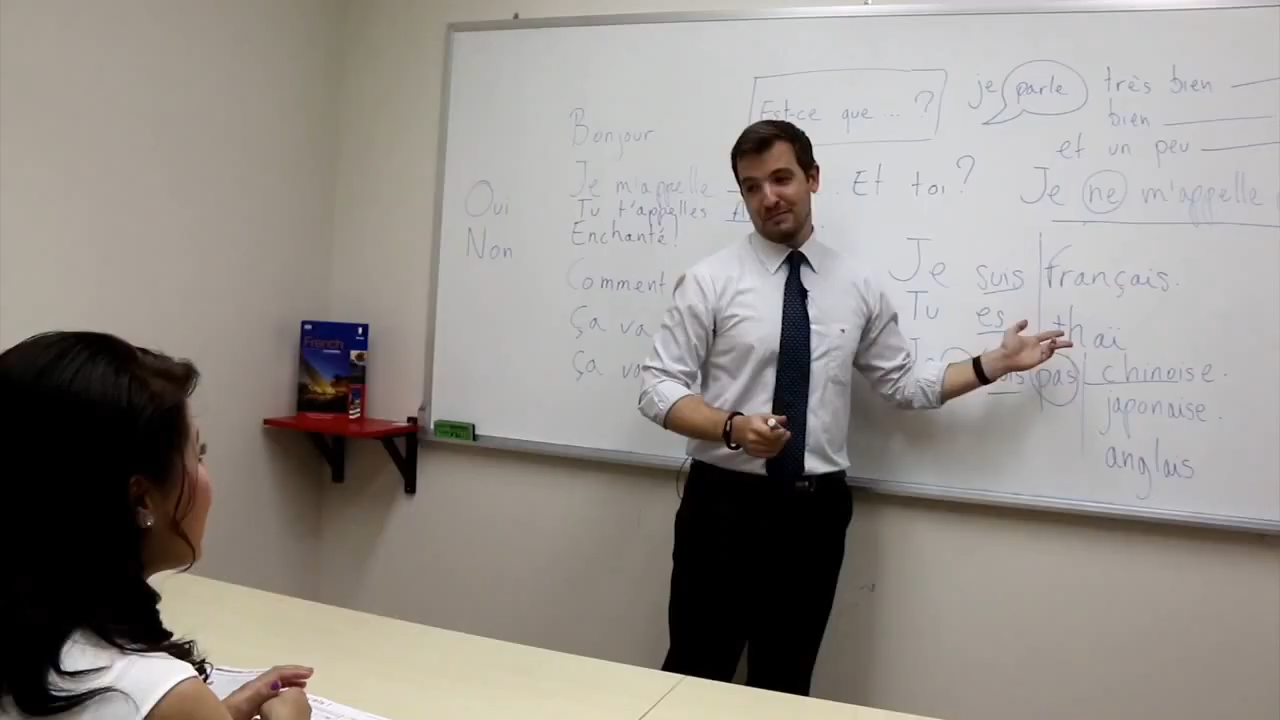 Oui
Non
Bonjour
Je m'appelle
Tu t'appelles
Enchanté!
Comment
Ça va
Ça va
Est-ce que ... ?
Et toi?
je parle très bien
bien
et un peu
Je ne m'appelle
Je suis français.
Tu es thaï
pas chinoise.
japonaise.
anglais
French